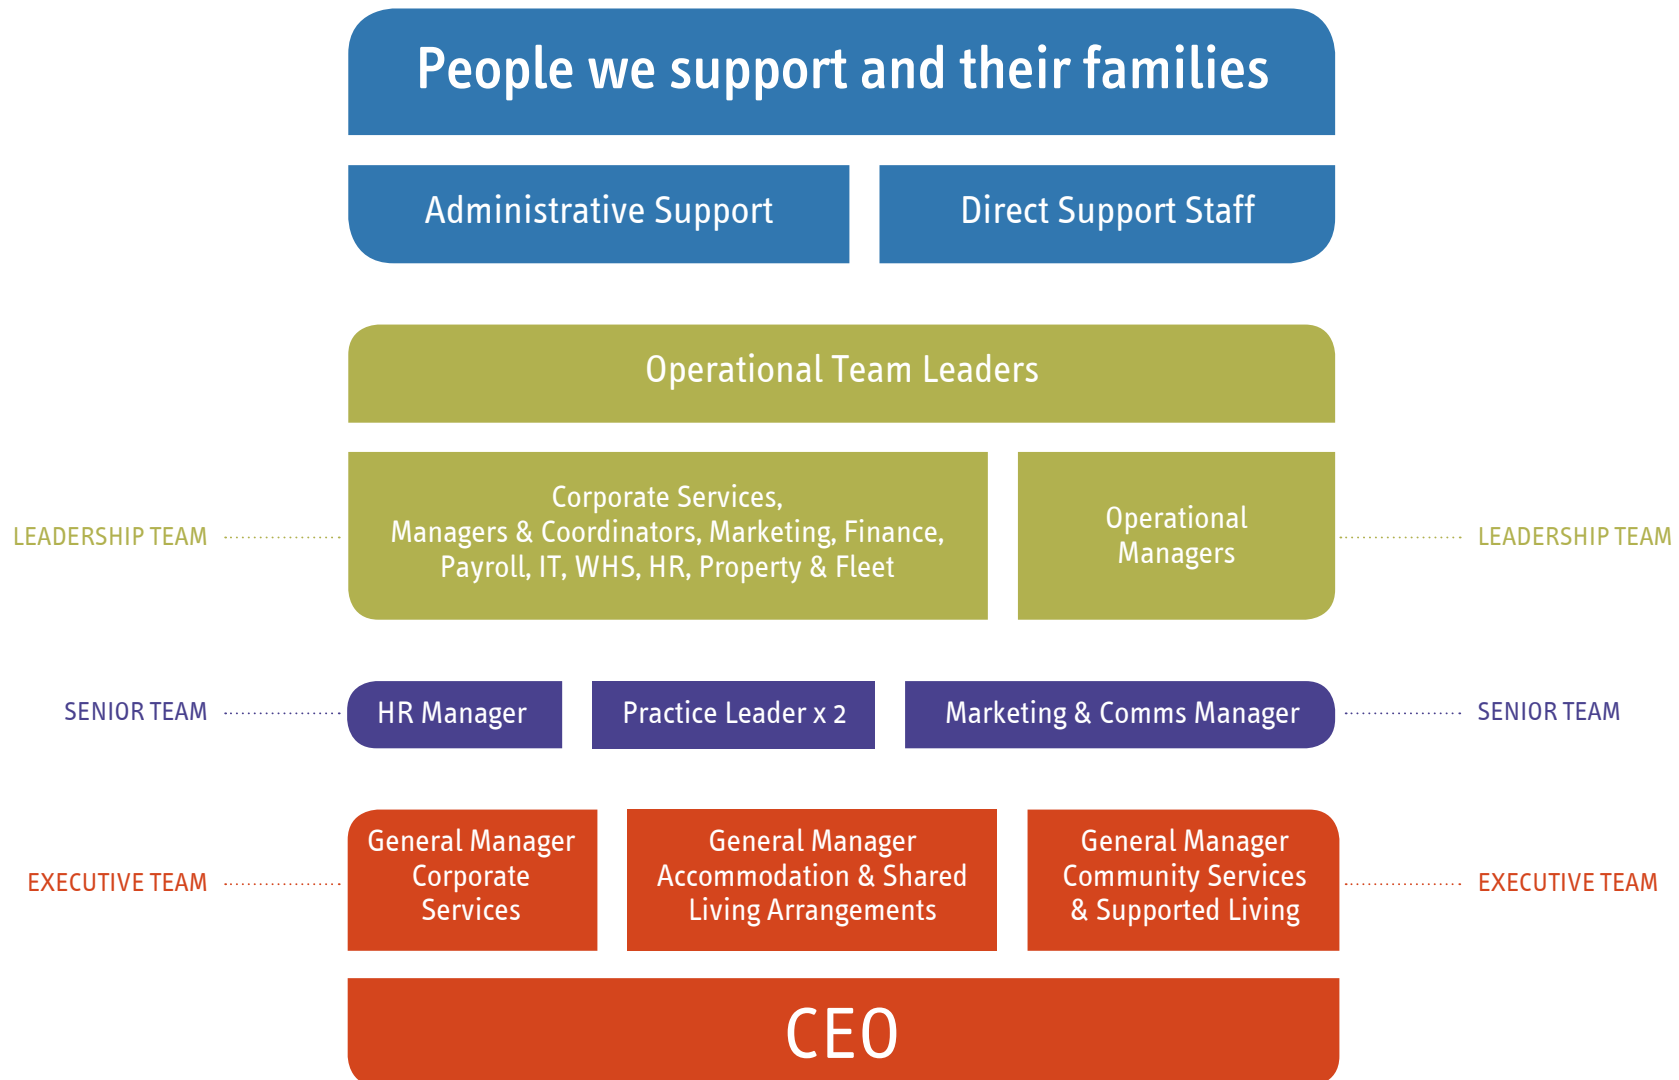 People we support and their families
Administrative Support
Direct Support Staff
Operational Team Leaders
LEADERSHIP TEAM
Corporate Services,
Managers & Coordinators, Marketing, Finance,
Payroll, IT, WHS, HR, Property & Fleet
Operational
Managers
LEADERSHIP TEAM
SENIOR TEAM
HR Manager
Practice Leader x 2
Marketing & Comms Manager
SENIOR TEAM
EXECUTIVE TEAM
General Manager
Corporate
Services
General Manager
Accommodation & Shared
Living Arrangements
General Manager
Community Services
& Supported Living
EXECUTIVE TEAM
CEO